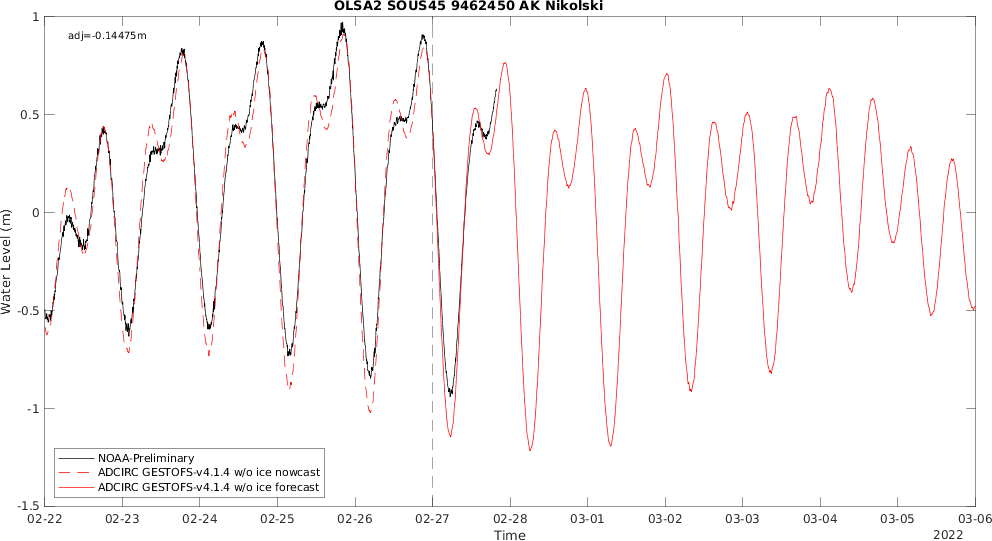 OLSA2 SOUS45 9462450 AK Nikolski
adj=-0.14475m
1
0.5
0
-0.5
-1
-1.5
Water Level (m)
NOAA-Preliminary
ADCIRC GESTOFS-v4.1.4 w/o ice nowcast
ADCIRC GESTOFS-v4.1.4 w/o ice forecast
02-22 02-23 02-24 02-25 02-26 02-27 02-28 03-01 03-02 03-03 03-04 03-05 03-06
Time
2022